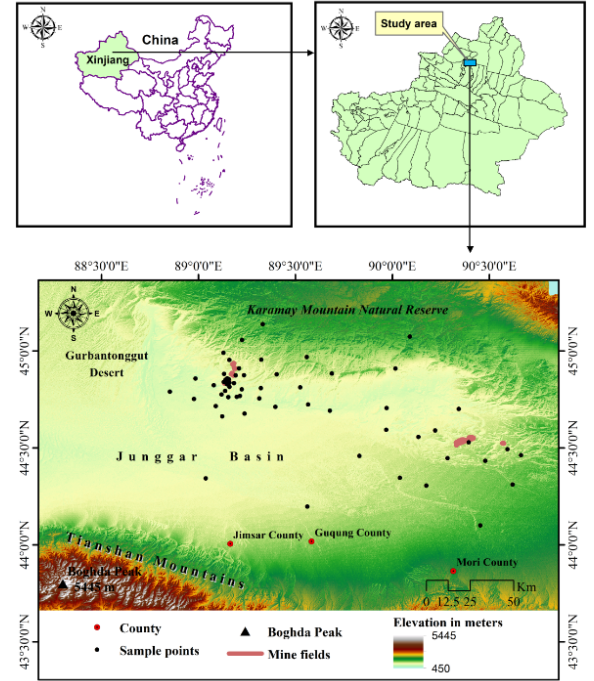 N
W E
S
China
Xinjiang
N
W E
S
Study area
88°30'0"E 89°0'0"E 89°30'0"E 90°0'0"E 90°30'0"E
N
W E
S
Karamay Mountain Natural Reserve
45°0'0"N
45°0'0"N
Gurbantonggut
Desert
Junggar Basin
44°30'0"N
44°30'0"N
Jimsar County
Guqung County
44°0'0"N
44°0'0"N
Tianshan Mountains
Boghda Peak
5445 m
Mori County
Km
0 12.5 25 50
43°30'0"N
43°30'0"N
County
Boghda Peak
Sample points
Mine fields
Elevation in meters
5445
450